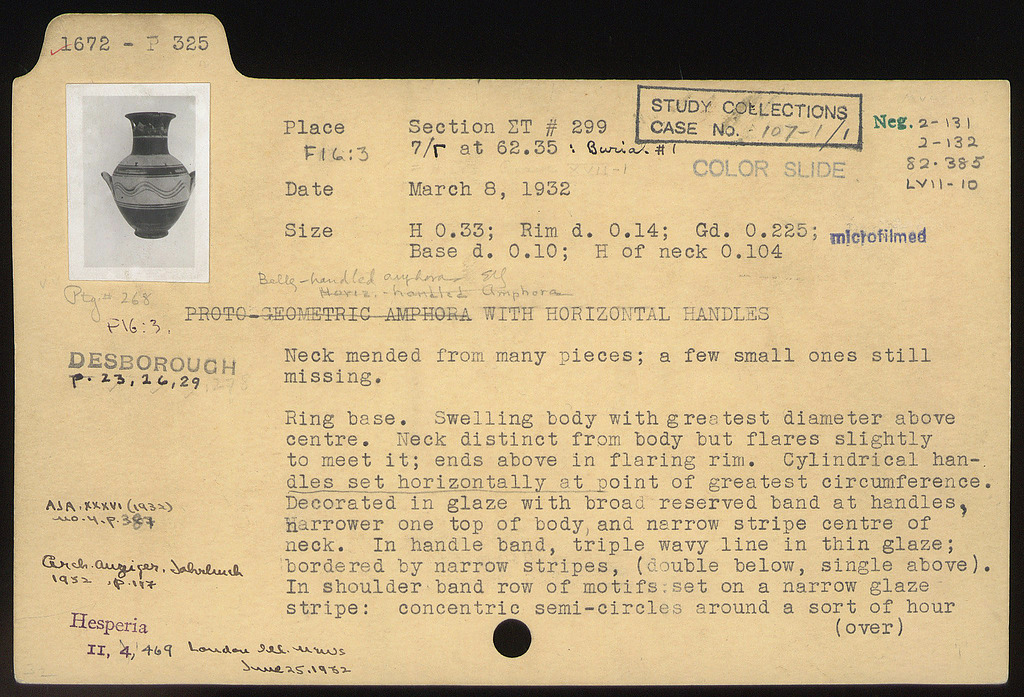 1672 - P 325
STUDY COLLECTIONS
CASE No. 107-1/1
Neg. 2-131
2-132
82.385
LVII-10
COLOR SLIDE
Place Section ΣT # 299
F16:3 7/Γ at 62.35 : Burial #1
III-1
Date March 8, 1932
Size H 0.33; Rim d. 0.14; Gd. 0.225;
Base d. 0.10; H of neck 0.104
microfilmed
Belly-handled amphora
Horiz.-handled Amphora
Ptg# 268
F16:3.
PROTO-GEOMETRIC AMPHORA WITH HORIZONTAL HANDLES
DESBOROUGH
p. 23, 26, 29
Neck mended from many pieces; a few small ones still
missing.
Ring base. Swelling body with greatest diameter above
centre. Neck distinct from body but flares slightly
to meet it; ends above in flaring rim. Cylindrical han-
dles set horizontally at point of greatest circumference.
Decorated in glaze with broad reserved band at handles,
narrower one top of body, and narrow stripe centre of
neck. In handle band, triple wavy line in thin glaze;
bordered by narrow stripes, (double below, single above).
In shoulder band row of motifs set on a narrow glaze
stripe: concentric semi-circles around a sort of hour
(over)
AJA. XXXVI (1932)
no. 4. p. 387
Arch. Anzeiger, Jahrbuch
1932, p. 117
Hesperia
II, 4, 469
London Ill. News
June 25. 1932